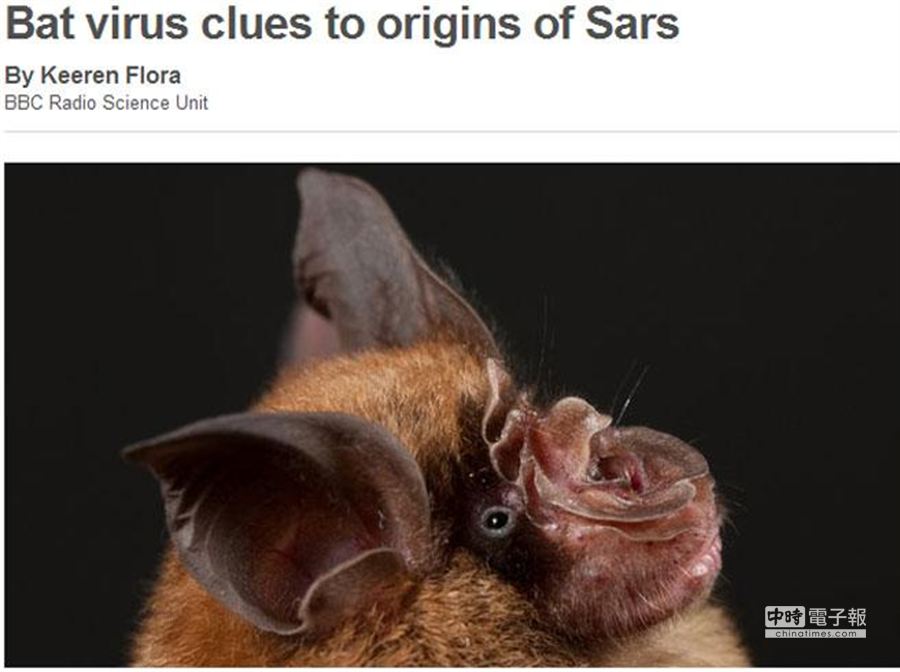 Bat virus clues to origins of Sars
By Keeren Flora
BBC Radio Science Unit
中時電子報
chinatimes.com